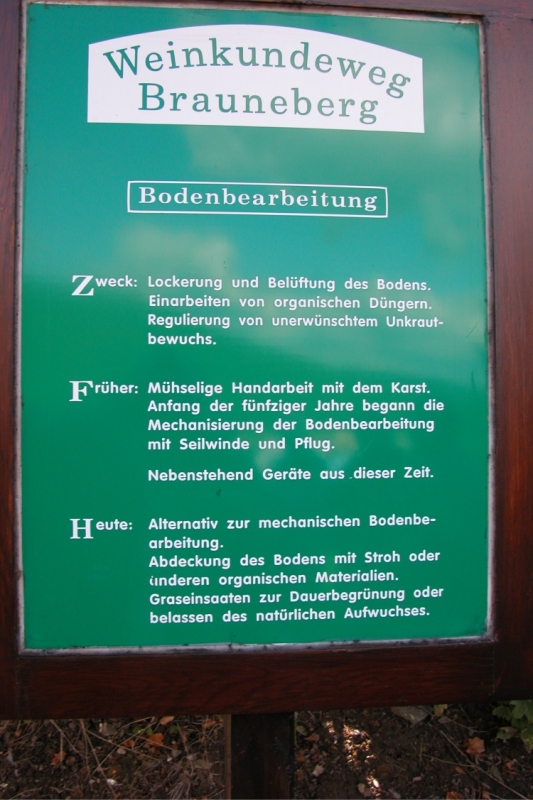 Weinkundeweg
Brauneberg
Bodenbearbeitung
Zweck: Lockerung und Belüftung des Bodens.
Einarbeiten von organischen Düngern.
Regulierung von unerwünschtem Unkraut-
bewuchs.
Früher: Mühselige Handarbeit mit dem Karst.
Anfang der fünfziger Jahre begann die
Mechanisierung der Bodenbearbeitung
mit Seilwinde und Pflug.
Nebenstehend Geräte aus dieser Zeit.
Heute: Alternativ zur mechanischen Bodenbe-
arbeitung.
Abdeckung des Bodens mit Stroh oder
anderen organischen Materialien.
Graseinsaaten zur Dauerbegrünung oder
belassen des natürlichen Aufwuchses.